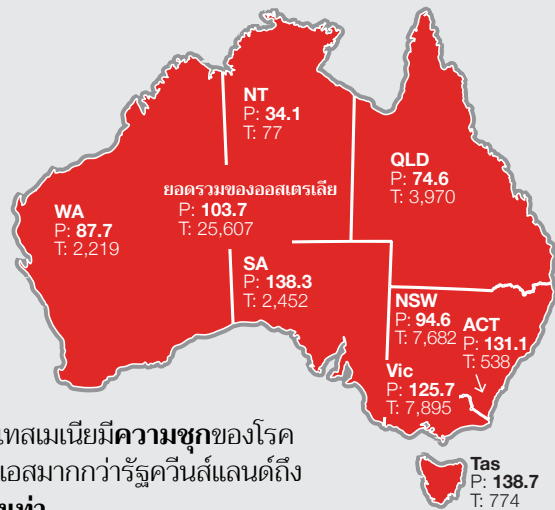 NT
P: 34.1
T: 77
QLD
P: 74.6
T: 3,970
ยอดรวมของออสเตรเลีย
P: 103.7
T: 25,607
WA
P: 87.7
T: 2,219
SA
P: 138.3
T: 2,452
NSW
P: 94.6
T: 7,682
ACT
P: 131.1
T: 538
Vic
P: 125.7
T: 7,895
Tas
P: 138.7
T: 774
เทสเมเนียมีความชุกของโรค
เอสมากกว่ารัฐควีนส์แลนด์ถึง